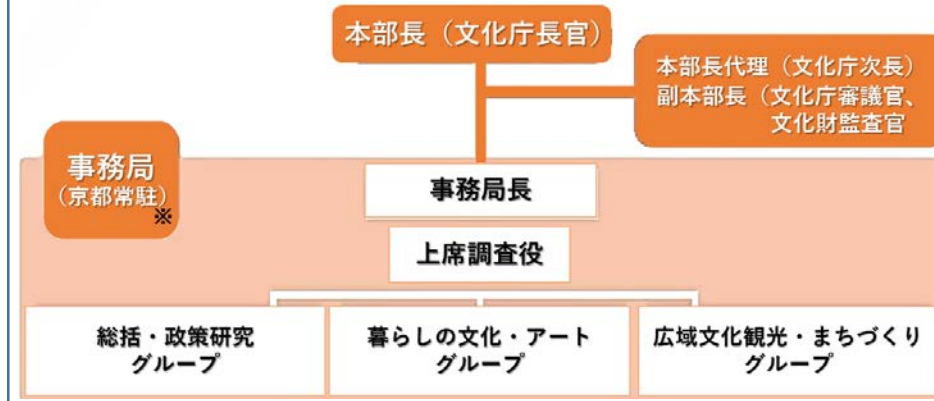 本部長（文化庁長官）
本部長代理（文化庁次長）
副本部長（文化庁審議官、
文化財監査官
事務局
（京都常駐）
※
事務局長
上席調査役
総括・政策研究
グループ
暮らしの文化・アート
グループ
広域文化観光・まちづくり
グループ